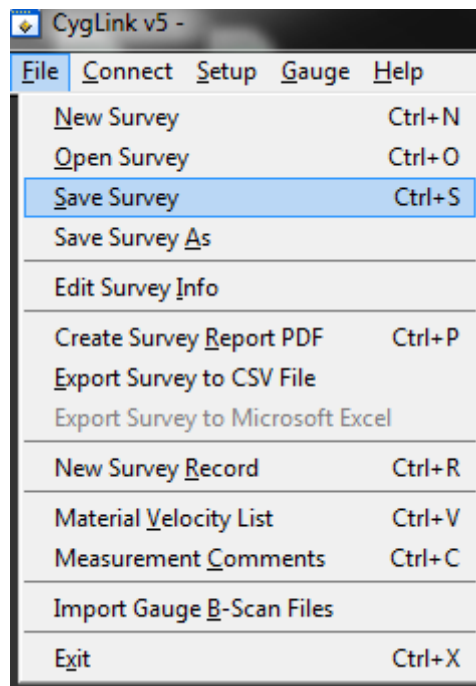 CygLink v5 -
File Connect Setup Gauge Help
New Survey Ctrl+N
Open Survey Ctrl+O
Save Survey Ctrl+S
Save Survey As
Edit Survey Info
Create Survey Report PDF Ctrl+P
Export Survey to CSV File
Export Survey to Microsoft Excel
New Survey Record Ctrl+R
Material Velocity List Ctrl+V
Measurement Comments Ctrl+C
Import Gauge B-Scan Files
Exit Ctrl+X